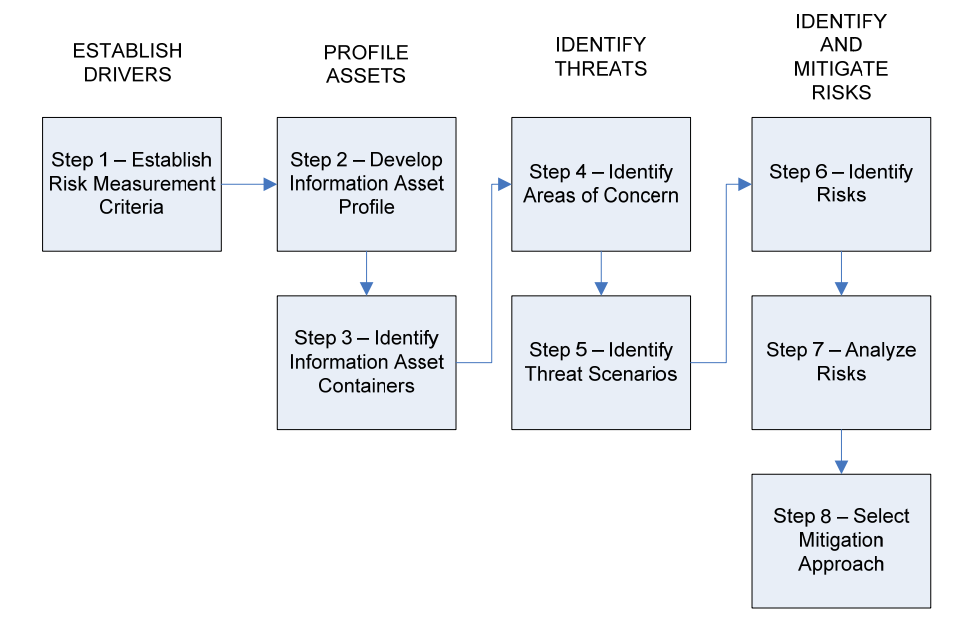 ESTABLISH
DRIVERS
PROFILE
ASSETS
IDENTIFY
THREATS
IDENTIFY
AND
MITIGATE
RISKS
Step 1 – Establish
Risk Measurement
Criteria
Step 2 – Develop
Information Asset
Profile
Step 3 – Identify
Information Asset
Containers
Step 4 – Identify
Areas of Concern
Step 5 – Identify
Threat Scenarios
Step 6 – Identify
Risks
Step 7 – Analyze
Risks
Step 8 – Select
Mitigation
Approach